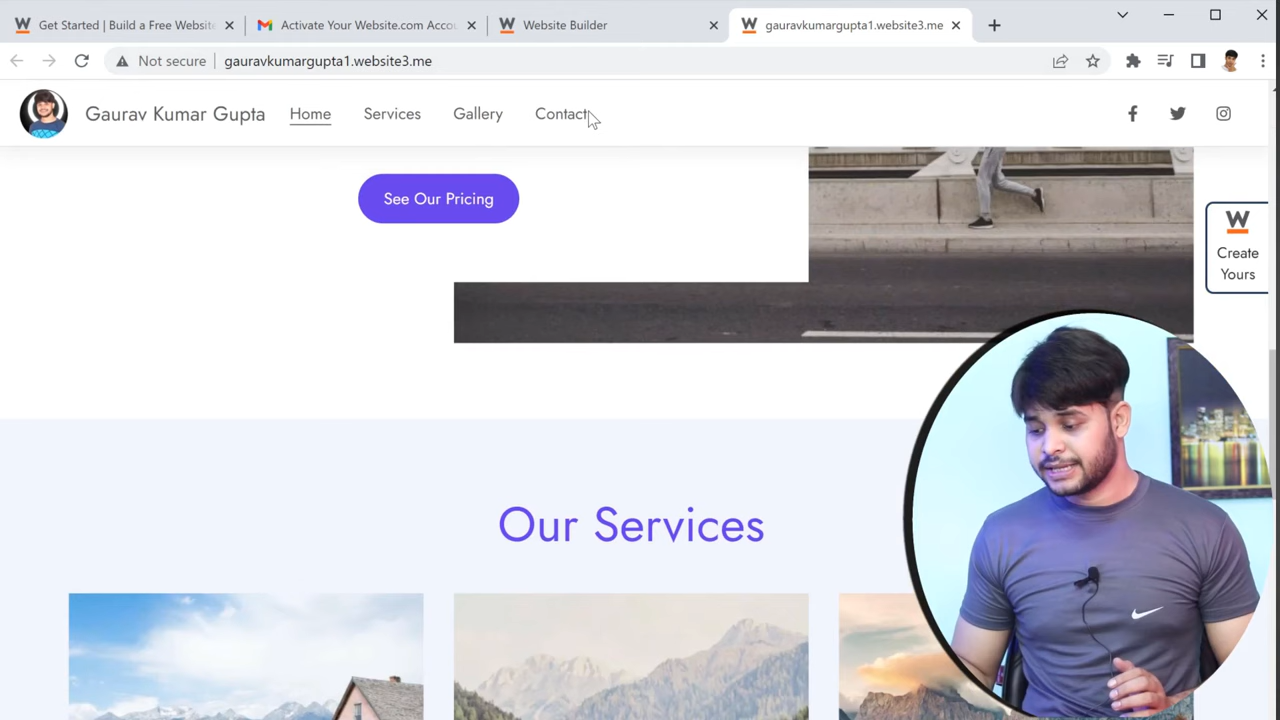 Get Started | Build a Free Website
Activate Your Website.com Accou
Website Builder
gauravkumargupta1.website3.me
Not secure
gauravkumargupta1.website3.me
Gaurav Kumar Gupta
Home
Services
Gallery
Contact
See Our Pricing
W
Create
Yours
Our Services